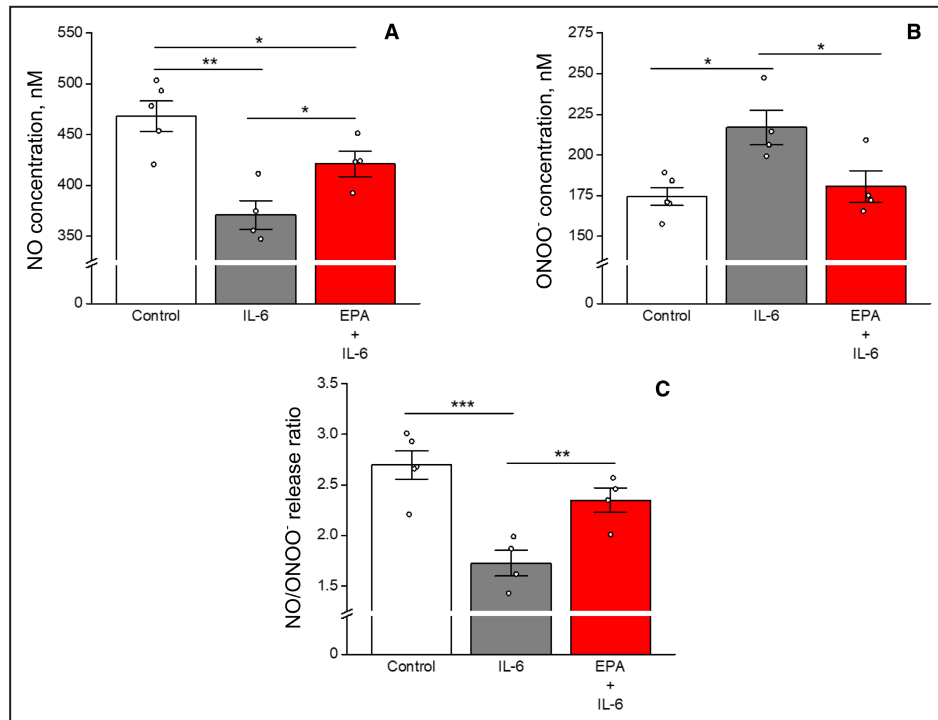 A
NO concentration, nM
550
500
450
400
350
0
*
**
*
Control
IL-6
EPA
+
IL-6
B
ONOO⁻ concentration, nM
275
250
225
200
175
150
0
*
*
Control
IL-6
EPA
+
IL-6
C
NO/ONOO⁻ release ratio
3.5
3.0
2.5
2.0
1.5
0
***
**
Control
IL-6
EPA
+
IL-6